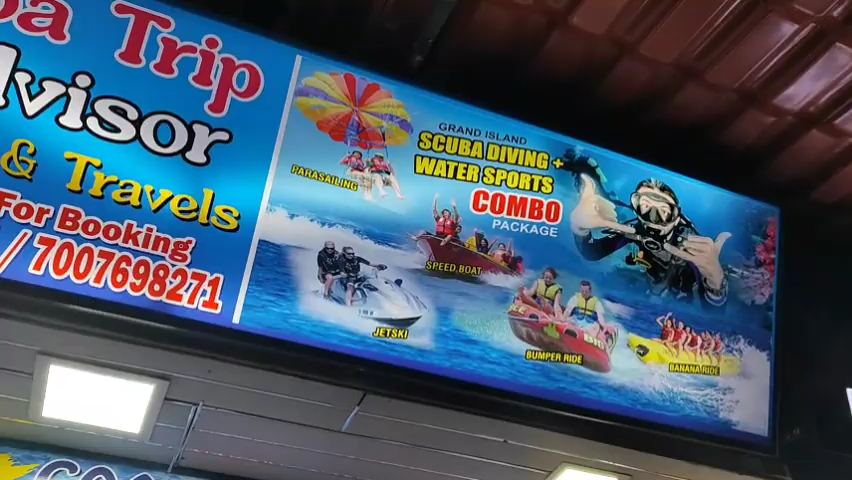 Trip
visor
& Travels
For Booking
/ 7007698271
GRAND ISLAND
SCUBA DIVING +
WATER SPORTS
COMBO
PACKAGE
PARASAILING
SPEED BOAT
JETSKI
BUMPER RIDE
BANANA RIDE